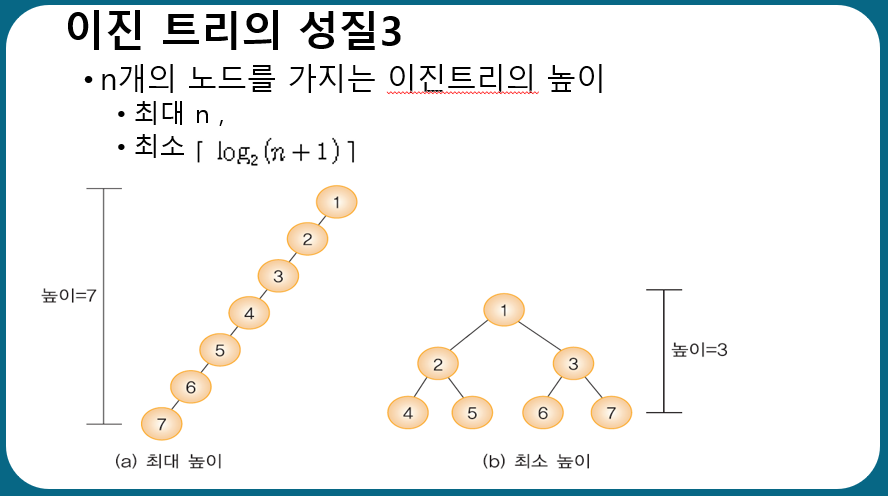 이진 트리의 성질3
• n개의 노드를 가지는 이진트리의 높이
• 최대 n ,
• 최소 ⌈ log₂(n+1)⌉
1
2
3
4
5
6
7
높이=7
(a) 최대 높이
1
2 3
4 5 6 7
높이=3
(b) 최소 높이